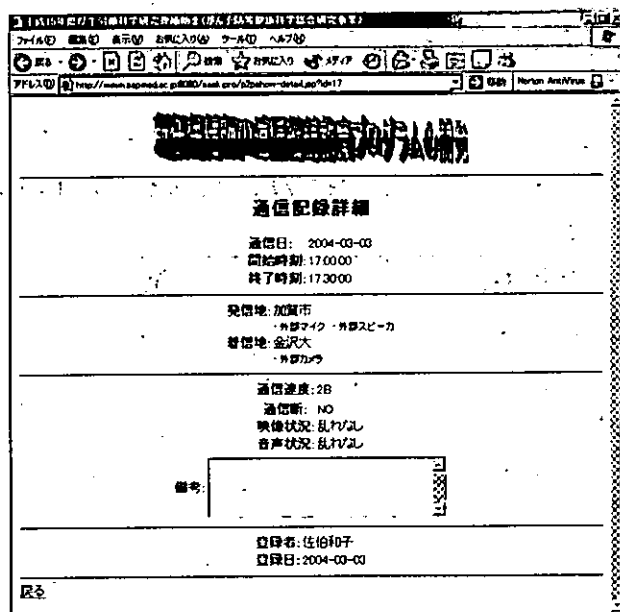 ファイル(F) 編集(E) 表示(V) お気に入り(A) ツール(T) ヘルプ(H)
戻る 検索 お気に入り メディア
アドレス(D) 移動 Norton AntiVirus
通信記録詳細
通信日: 2004-03-03
開始時刻:17:00:00
終了時刻:17:30:00
発信地:加賀市
・外部マイク ・外部スピーカ
着信地:金沢大
・外部カメラ
通信速度:2B
通信断: NO
映像状況:乱れなし
音声状況:乱れなし
備考:
登録者:佐伯和子
登録日:2004-03-03
戻る